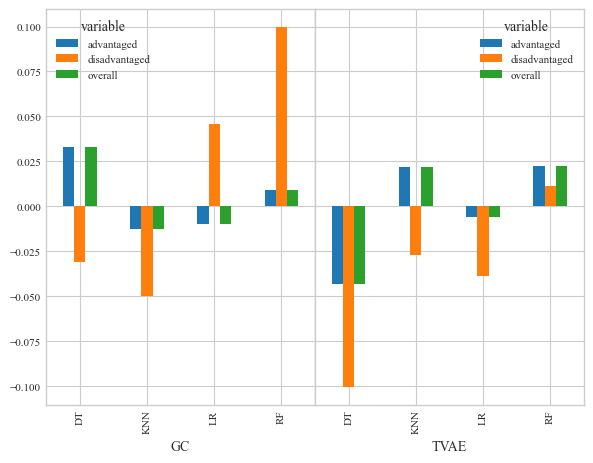 variable
advantaged
disadvantaged
overall
variable
advantaged
disadvantaged
overall
0.100
0.075
0.050
0.025
0.000
−0.025
−0.050
−0.075
−0.100
DT
KNN
LR
RF
DT
KNN
LR
RF
GC
TVAE